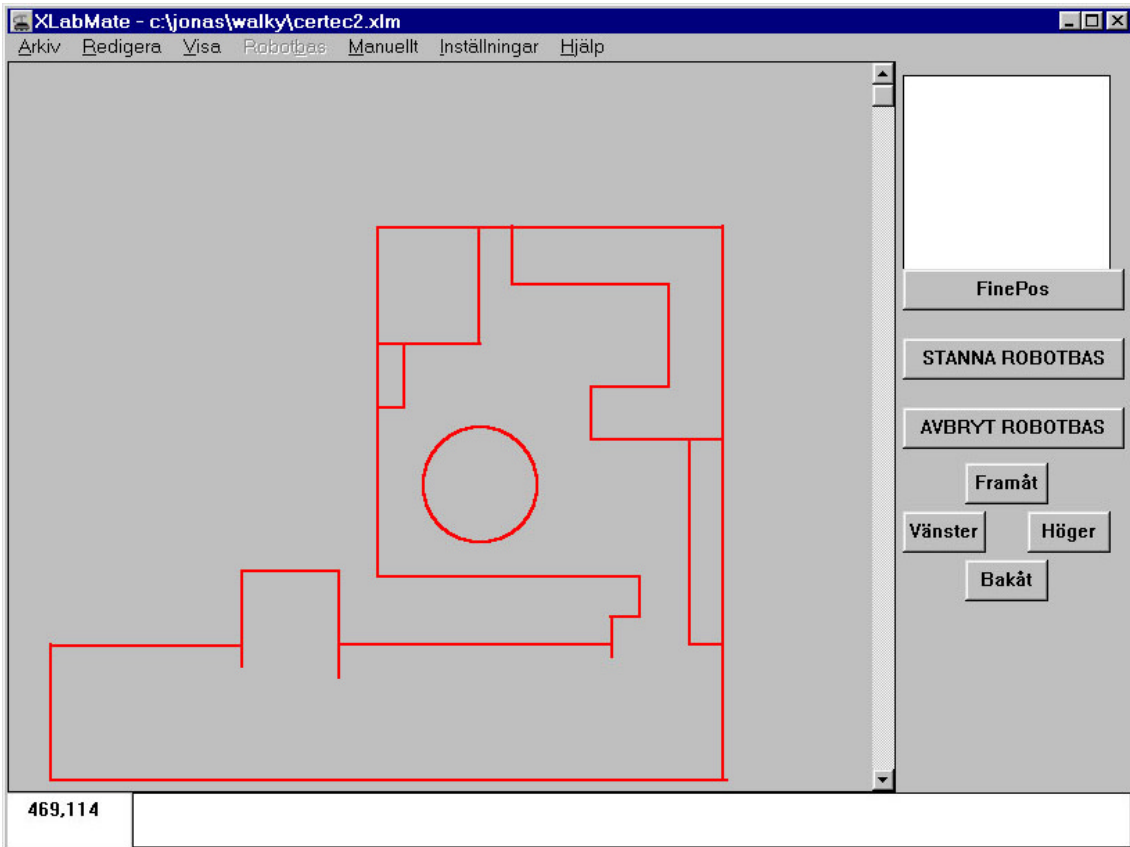 XLabMate - c:\jonas\walky\certec2.xlm
Arkiv Redigera Visa Robotbas Manuellt Inställningar Hjälp
FinePos
STANNA ROBOTBAS
AVBRYT ROBOTBAS
Framåt
Vänster Höger
Bakåt
469,114